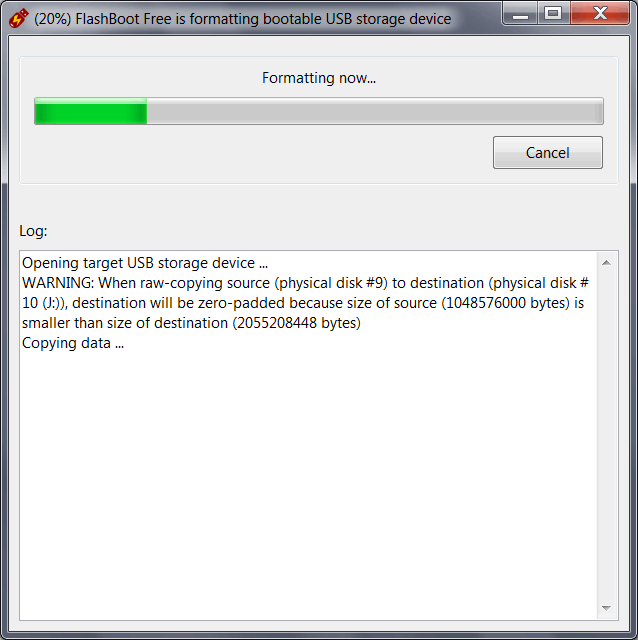 (20%) FlashBoot Free is formatting bootable USB storage device
Formatting now...
Cancel
Log:
Opening target USB storage device ...
WARNING: When raw-copying source (physical disk #9) to destination (physical disk #
10 (J:)), destination will be zero-padded because size of source (1048576000 bytes) is
smaller than size of destination (2055208448 bytes)
Copying data ...